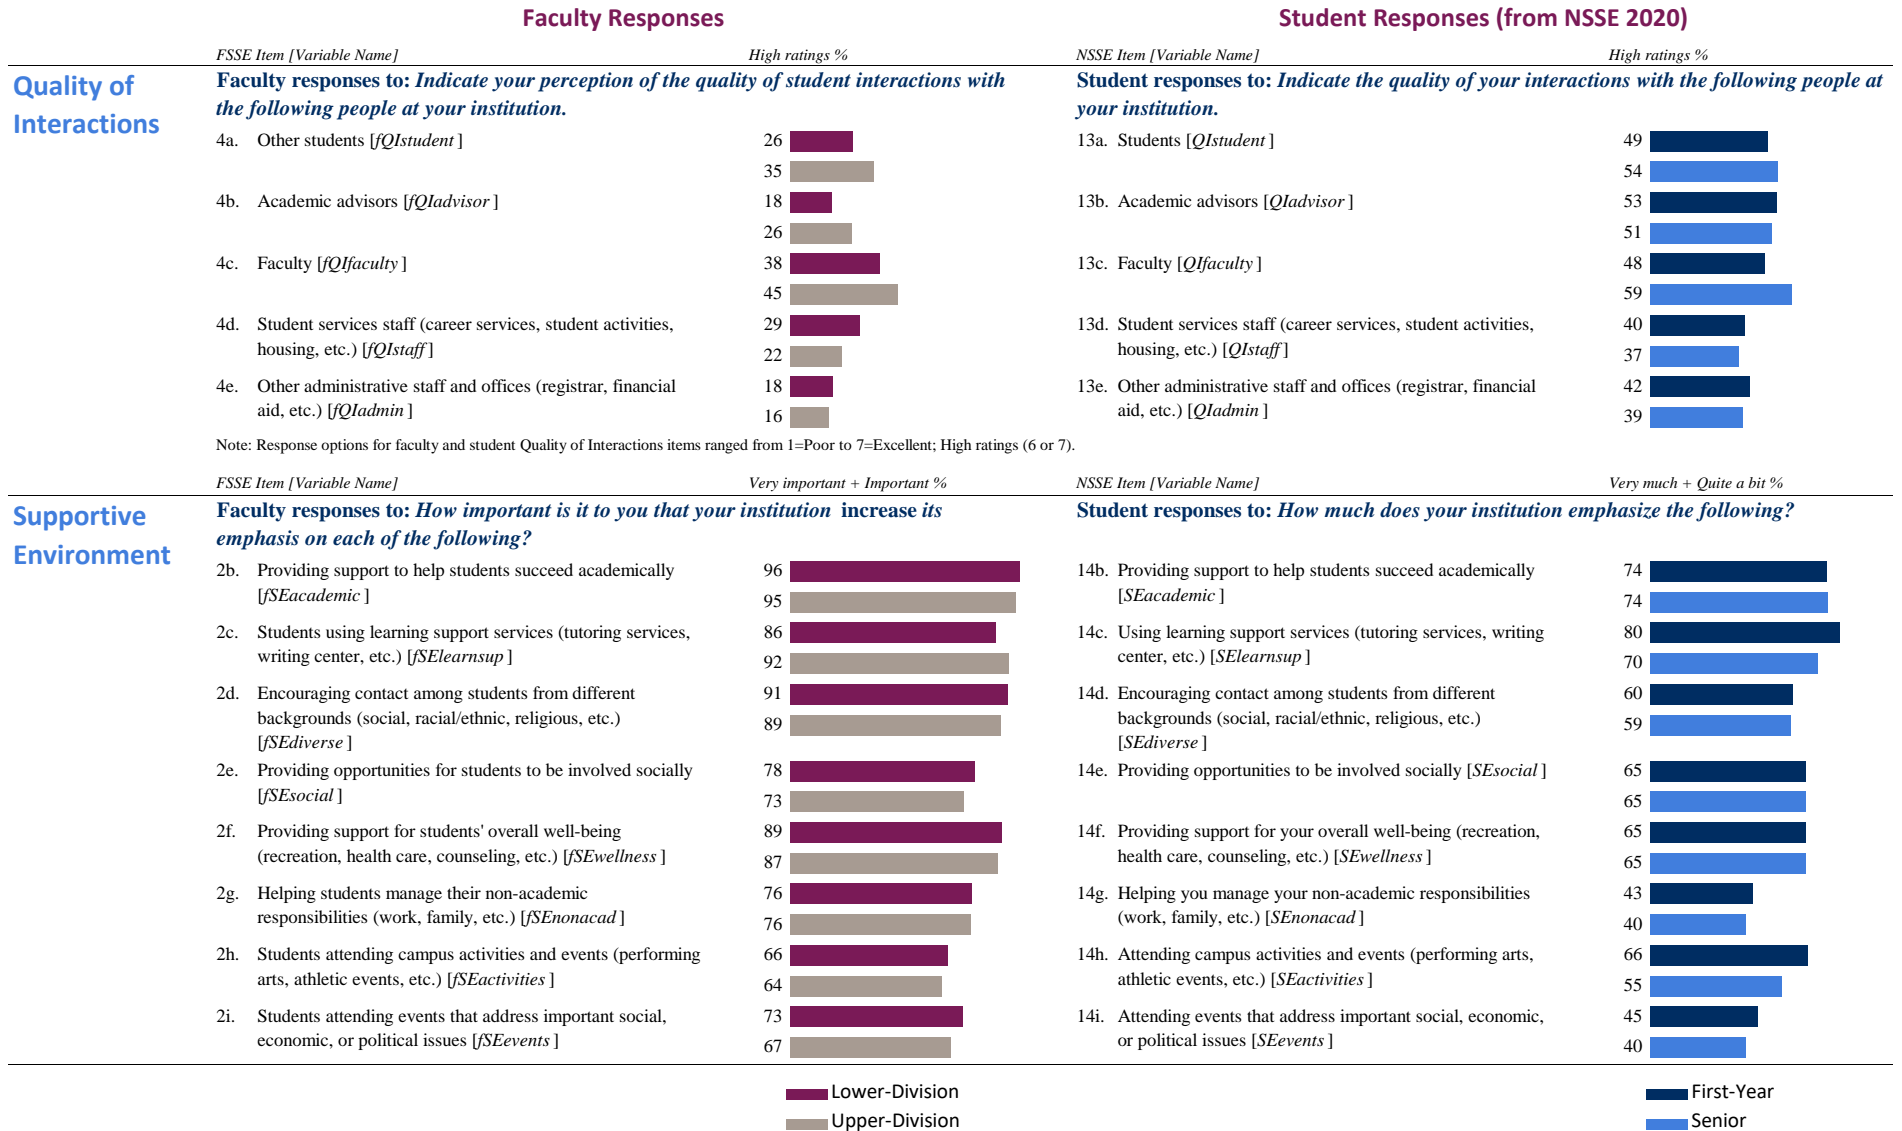 Faculty Responses
Student Responses (from NSSE 2020)
FSSE Item [Variable Name]
High ratings %
NSSE Item [Variable Name]
High ratings %
Quality of
Interactions
Faculty responses to: Indicate your perception of the quality of student interactions with
the following people at your institution.
Student responses to: Indicate the quality of your interactions with the following people at
your institution.
4a. Other students [fQIstudent ]
26
35
13a. Students [QIstudent ]
49
54
4b. Academic advisors [fQIadvisor ]
18
26
13b. Academic advisors [QIadvisor ]
53
51
4c. Faculty [fQIfaculty ]
38
45
13c. Faculty [QIfaculty ]
48
59
4d. Student services staff (career services, student activities,
housing, etc.) [fQIstaff ]
29
22
13d. Student services staff (career services, student activities,
housing, etc.) [QIstaff ]
40
37
4e. Other administrative staff and offices (registrar, financial
aid, etc.) [fQIadmin ]
18
16
13e. Other administrative staff and offices (registrar, financial
aid, etc.) [QIadmin ]
42
39
Note: Response options for faculty and student Quality of Interactions items ranged from 1=Poor to 7=Excellent; High ratings (6 or 7).
FSSE Item [Variable Name]
Very important + Important %
NSSE Item [Variable Name]
Very much + Quite a bit %
Supportive
Environment
Faculty responses to: How important is it to you that your institution increase its
emphasis on each of the following?
Student responses to: How much does your institution emphasize the following?
2b. Providing support to help students succeed academically
[fSEacademic ]
96
95
14b. Providing support to help students succeed academically
[SEacademic ]
74
74
2c. Students using learning support services (tutoring services,
writing center, etc.) [fSElearnsup ]
86
92
14c. Using learning support services (tutoring services, writing
center, etc.) [SElearnsup ]
80
70
2d. Encouraging contact among students from different
backgrounds (social, racial/ethnic, religious, etc.)
[fSEdiverse ]
91
89
14d. Encouraging contact among students from different
backgrounds (social, racial/ethnic, religious, etc.)
[SEdiverse ]
60
59
2e. Providing opportunities for students to be involved socially
[fSEsocial ]
78
73
14e. Providing opportunities to be involved socially [SEsocial ]
65
65
2f. Providing support for students' overall well-being
(recreation, health care, counseling, etc.) [fSEwellness ]
89
87
14f. Providing support for your overall well-being (recreation,
health care, counseling, etc.) [SEwellness ]
65
65
2g. Helping students manage their non-academic
responsibilities (work, family, etc.) [fSEnonacad ]
76
76
14g. Helping you manage your non-academic responsibilities
(work, family, etc.) [SEnonacad ]
43
40
2h. Students attending campus activities and events (performing
arts, athletic events, etc.) [fSEactivities ]
66
64
14h. Attending campus activities and events (performing arts,
athletic events, etc.) [SEactivities ]
66
55
2i. Students attending events that address important social,
economic, or political issues [fSEevents ]
73
67
14i. Attending events that address important social, economic,
or political issues [SEevents ]
45
40
Lower-Division
Upper-Division
First-Year
Senior